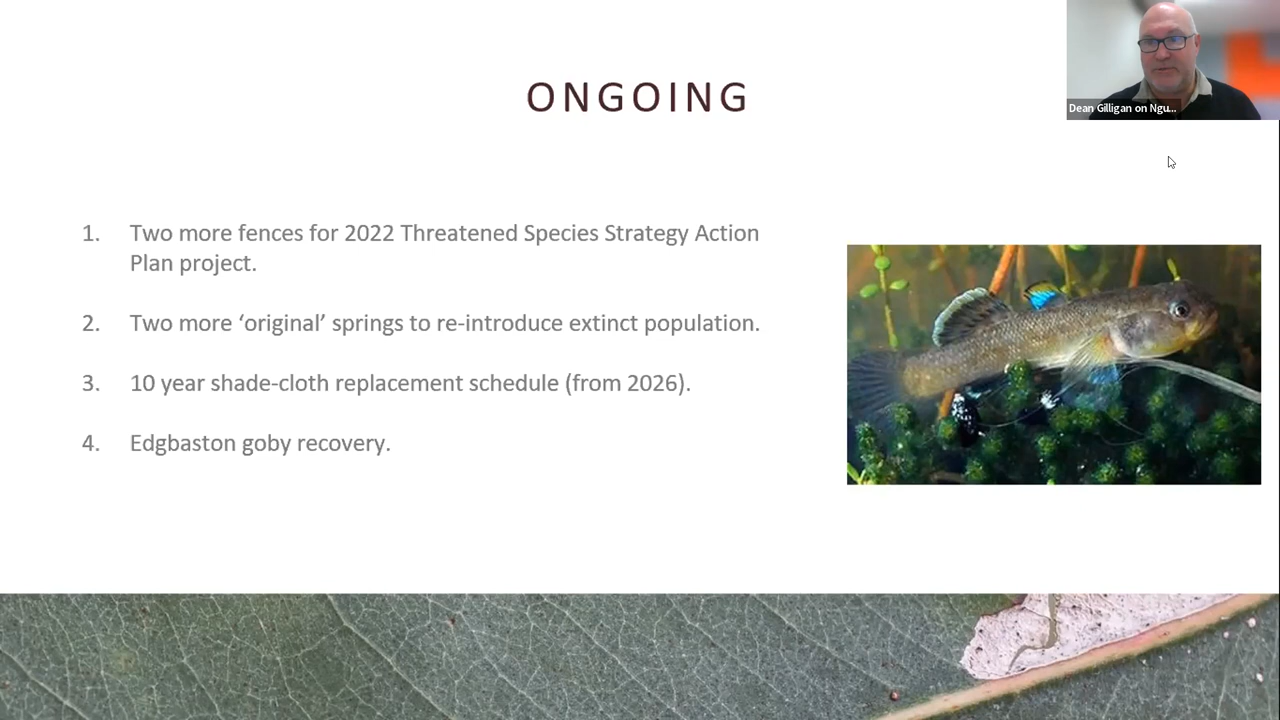 ONGOING
Dean Gilligan on Ngu...
1. Two more fences for 2022 Threatened Species Strategy Action
Plan project.
2. Two more ‘original’ springs to re-introduce extinct population.
3. 10 year shade-cloth replacement schedule (from 2026).
4. Edgbaston goby recovery.